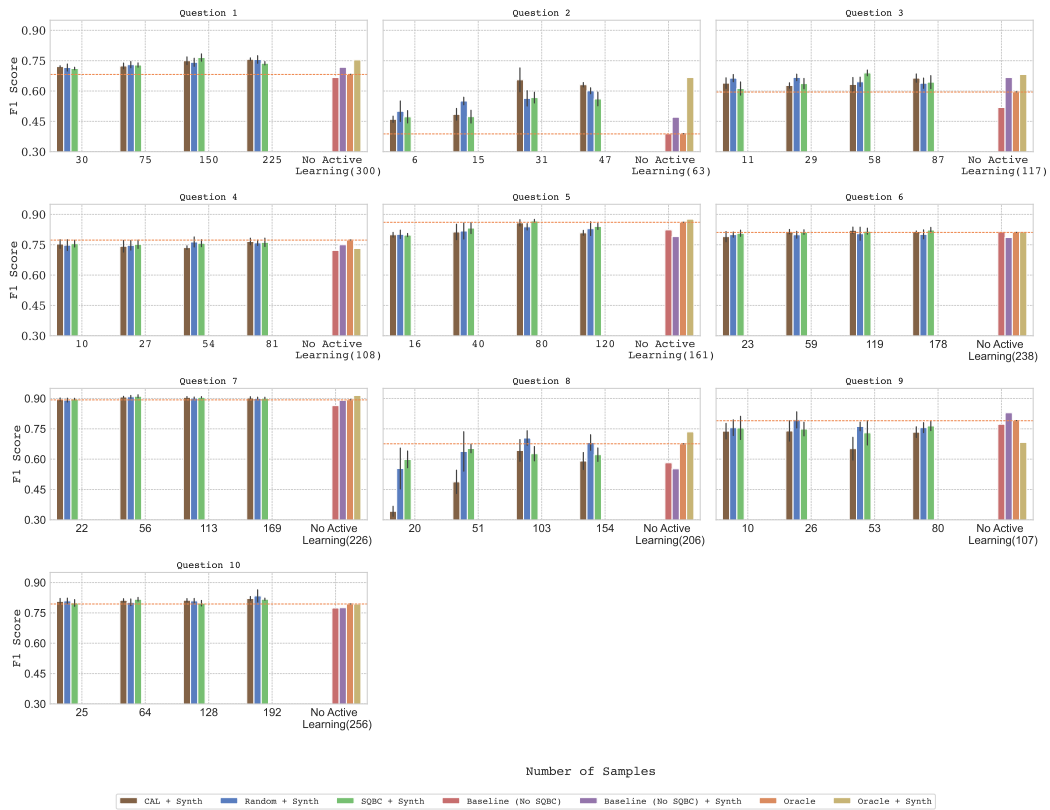 Question 1
Question 2
Question 3
F1 Score
0.90
0.75
0.60
0.45
0.30
30
75
150
225
No Active
Learning(300)
6
15
31
47
No Active
Learning(63)
11
29
58
87
No Active
Learning(117)
Question 4
Question 5
Question 6
F1 Score
0.90
0.75
0.60
0.45
0.30
10
27
54
81
No Active
Learning(108)
16
40
80
120
No Active
Learning(161)
23
59
119
178
No Active
Learning(238)
Question 7
Question 8
Question 9
F1 Score
0.90
0.75
0.60
0.45
0.30
22
56
113
169
No Active
Learning(226)
20
51
103
154
No Active
Learning(206)
10
26
53
80
No Active
Learning(107)
Question 10
F1 Score
0.90
0.75
0.60
0.45
0.30
25
64
128
192
No Active
Learning(256)
Number of Samples
CAL + Synth
Random + Synth
SQBC + Synth
Baseline (No SQBC)
Baseline (No SQBC) + Synth
Oracle
Oracle + Synth